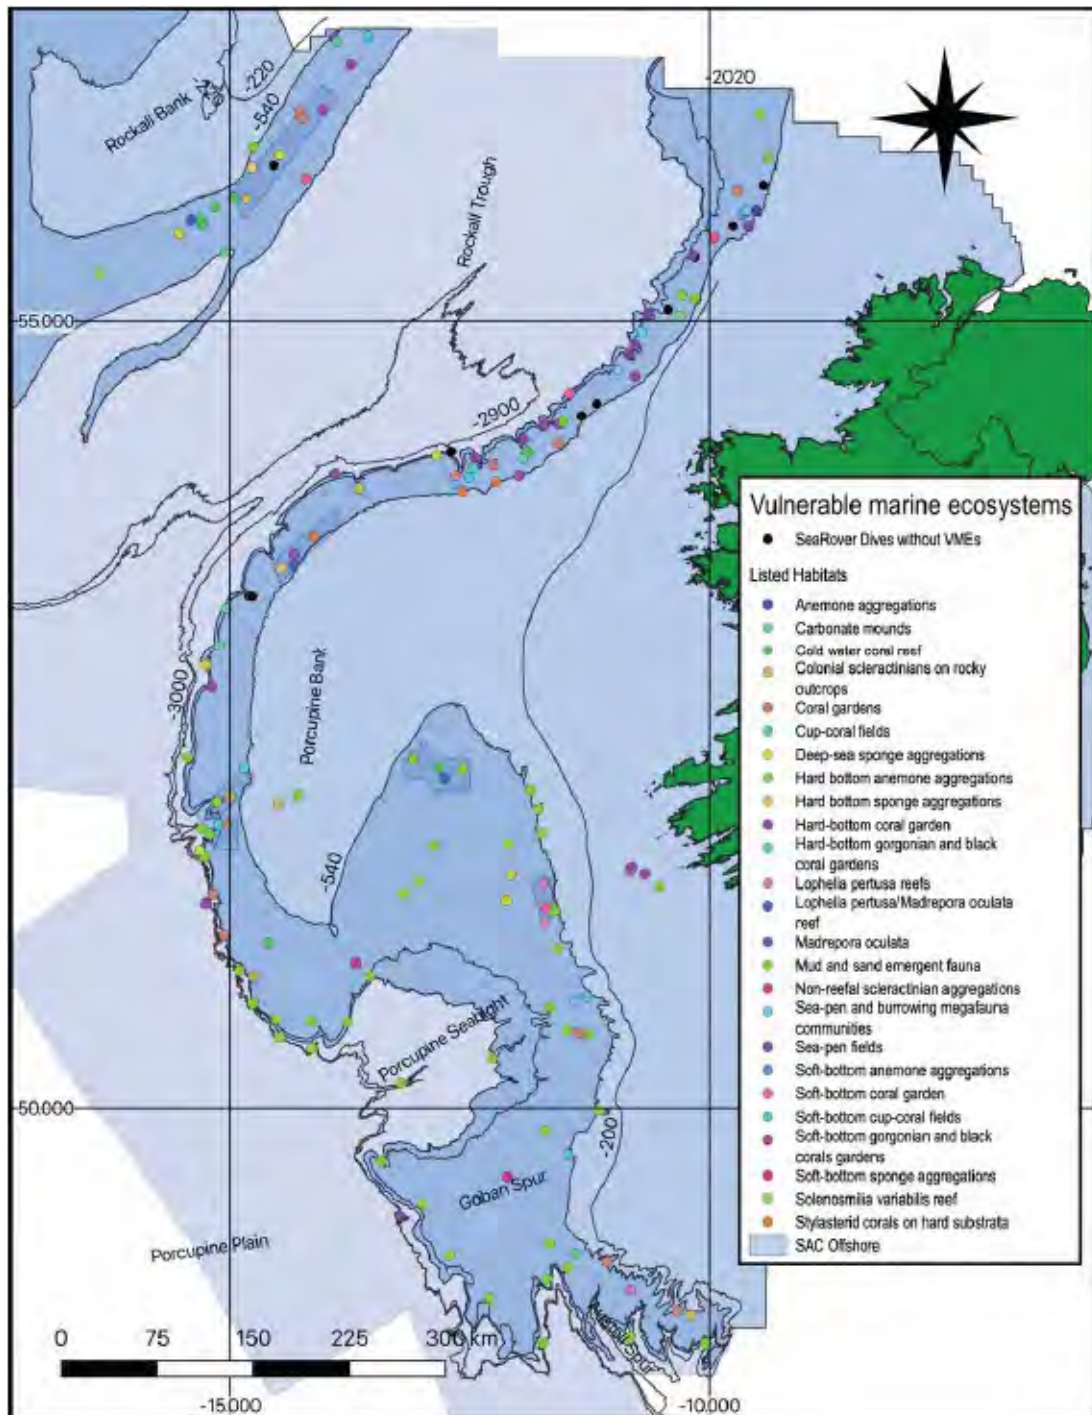 -2020
-220
-540
Rockall Bank
Rockall Trough
55.000
-2900
-3000
Porcupine Bank
-540
Porcupine Seabight
50.000
-200
Goban Spur
Porcupine Plain
0 75 150 225 300 km
-15.000
-10.000
Vulnerable marine ecosystems
SeaRover Dives without VMEs
Listed Habitats
Anemone aggregations
Carbonate mounds
Cold water coral reef
Colonial scleractinians on rocky
outcrops
Coral gardens
Cup-coral fields
Deep-sea sponge aggregations
Hard bottom anemone aggregations
Hard bottom sponge aggregations
Hard-bottom coral garden
Hard-bottom gorgonian and black
coral gardens
Lophelia pertusa reefs
Lophelia pertusa/Madrepora oculata
reef
Madrepora oculata
Mud and sand emergent fauna
Non-reefal scleractinian aggregations
Sea-pen and burrowing megafauna
communities
Sea-pen fields
Soft-bottom anemone aggregations
Soft-bottom coral garden
Soft-bottom cup-coral fields
Soft-bottom gorgonian and black
corals gardens
Soft-bottom sponge aggregations
Solenosmilia variabilis reef
Stylasterid corals on hard substrata
SAC Offshore